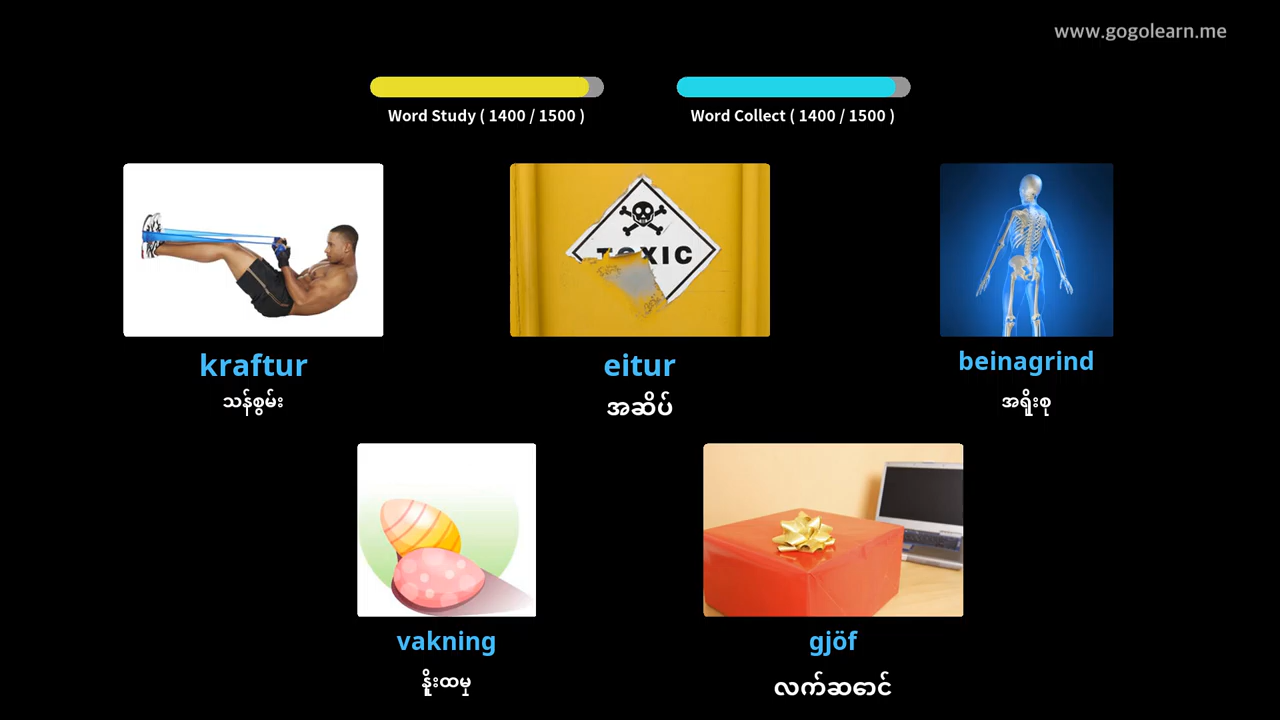 www.gogolearn.me
Word Study ( 1400 / 1500 )
Word Collect ( 1400 / 1500 )
TOXIC
kraftur
eitur
beinagrind
သန်စွမ်း
အဆိပ်
အရိုးစု
vakning
gjöf
နိုးထမှု
လက်ဆောင်